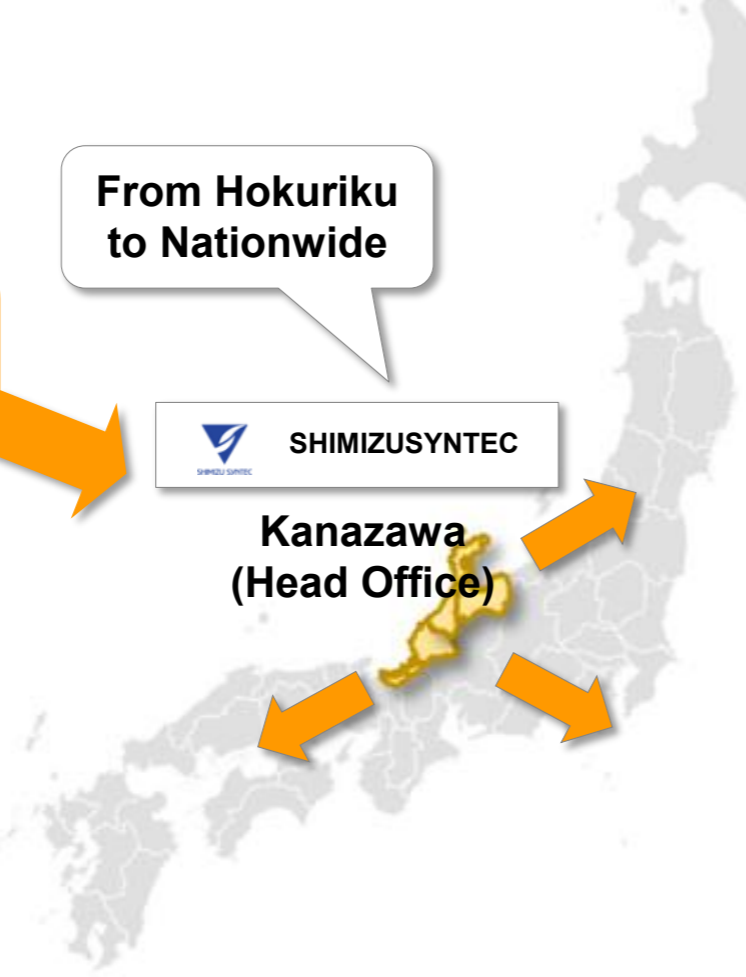 From Hokuriku
to Nationwide
SHIMIZUSYNTEC
SHIMIZU SYNTEC
Kanazawa
(Head Office)